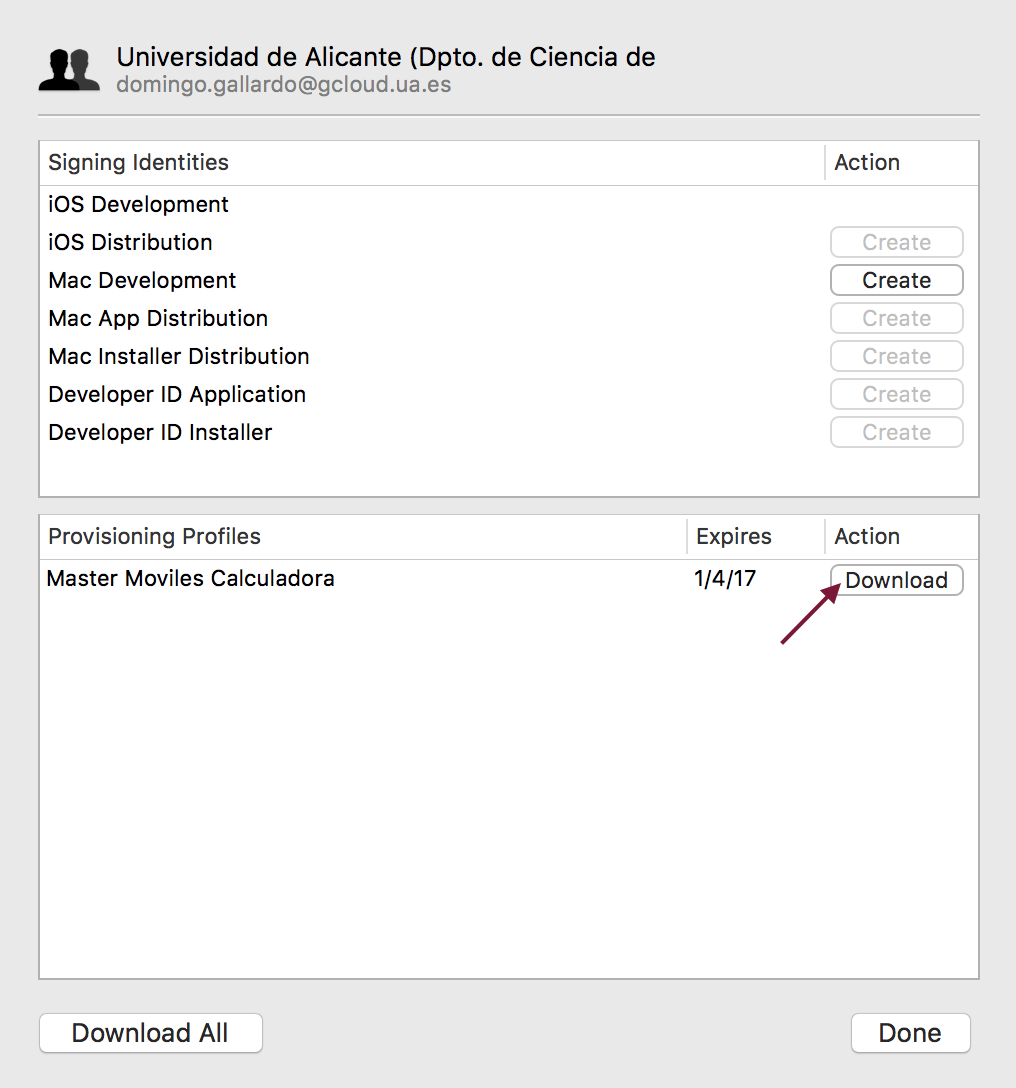 Universidad de Alicante (Dpto. de Ciencia de
domingo.gallardo@gcloud.ua.es
Signing Identities Action
iOS Development
iOS Distribution Create
Mac Development Create
Mac App Distribution Create
Mac Installer Distribution Create
Developer ID Application Create
Developer ID Installer Create
Provisioning Profiles Expires Action
Master Moviles Calculadora 1/4/17 Download
Download All Done